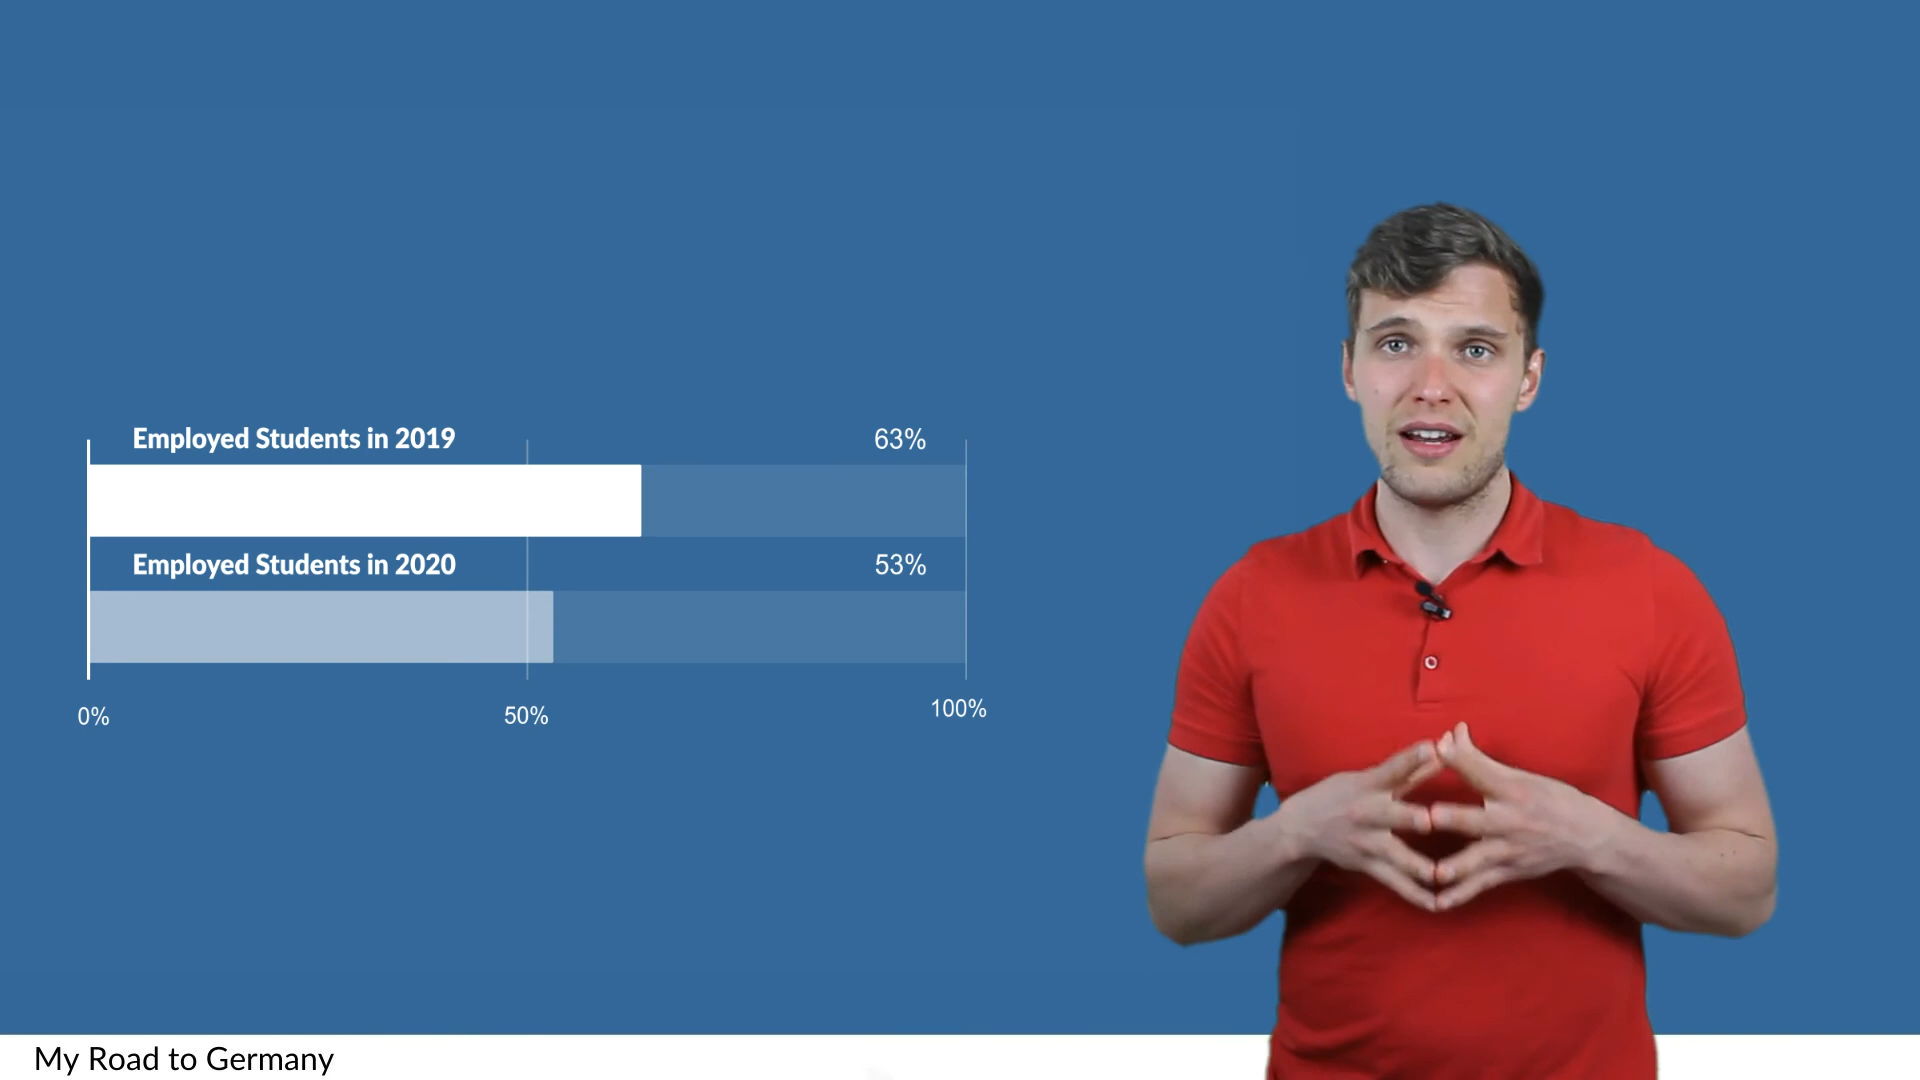 Employed Students in 2019 63%
Employed Students in 2020 53%
0% 50% 100%
My Road to Germany